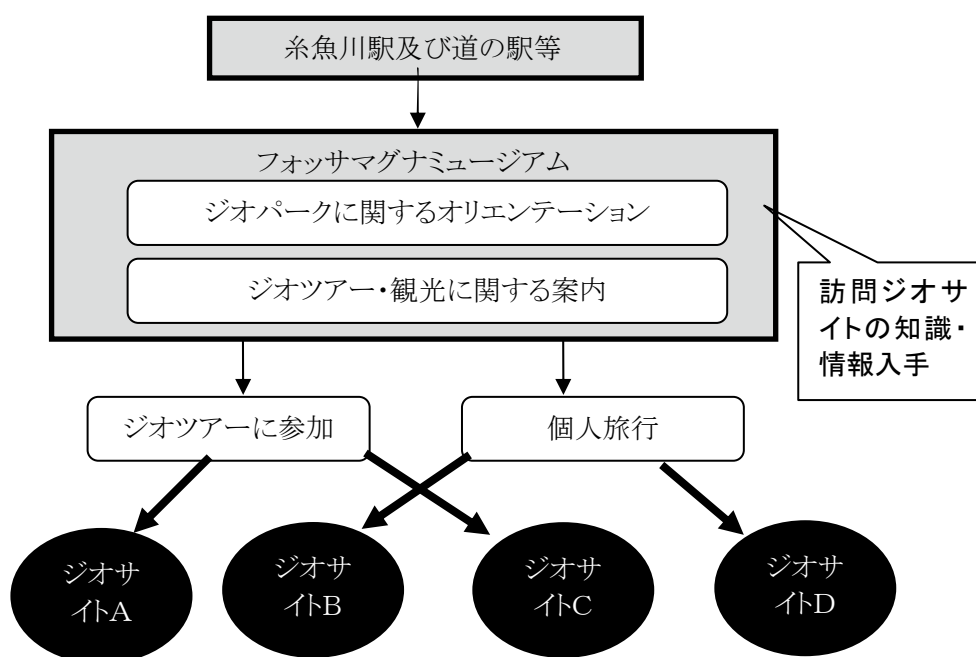 糸魚川駅及び道の駅等
フォッサマグナミュージアム
ジオパークに関するオリエンテーション
ジオツアー・観光に関する案内
訪問ジオサ
イトの知識・
情報入手
ジオツアーに参加
個人旅行
ジオサ
イトA
ジオサ
イトB
ジオサ
イトC
ジオサ
イトD